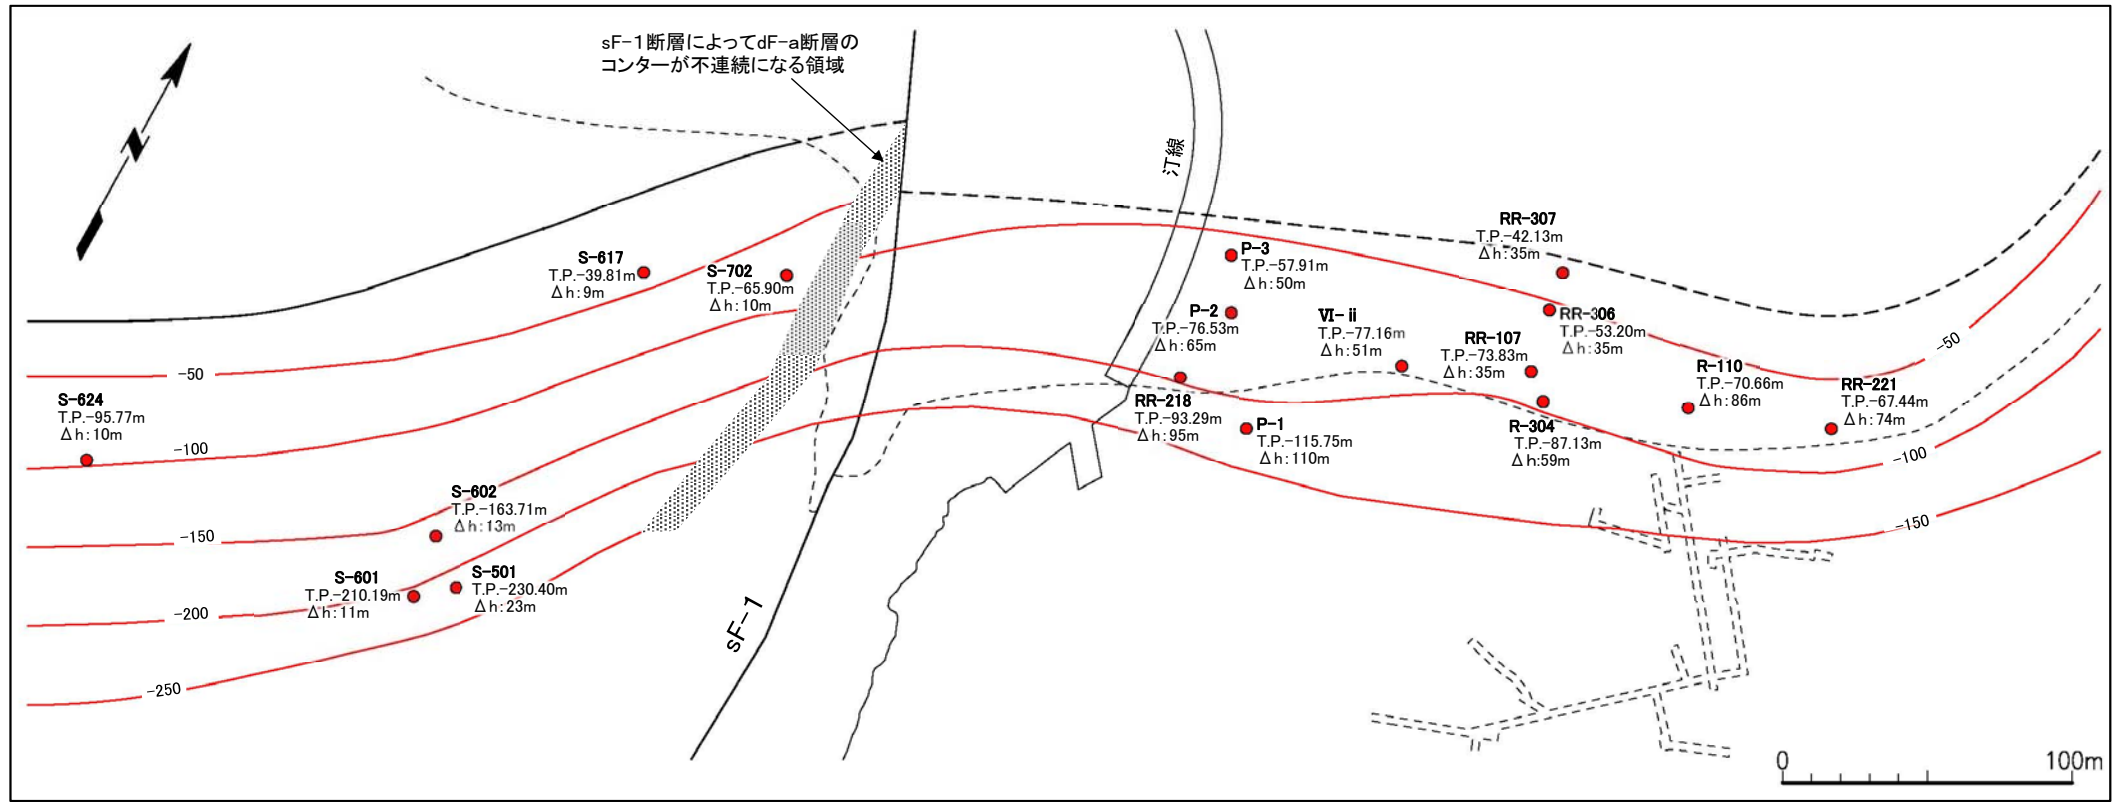 sF-1断層によってdF-a断層の
コンターが不連続になる領域
N
汀線
S-617
T.P.-39.81m
Δh:9m
S-702
T.P.-65.90m
Δh:10m
P-3
T.P.-57.91m
Δh:50m
RR-307
T.P.-42.13m
Δh:35m
P-2
T.P.-76.53m
Δh:65m
Ⅵ-ⅱ
T.P.-77.16m
Δh:51m
RR-107
T.P.-73.83m
Δh:35m
RR-306
T.P.-53.20m
Δh:35m
-50
R-110
T.P.-70.66m
Δh:86m
RR-221
T.P.-67.44m
Δh:74m
-50
S-624
T.P.-95.77m
Δh:10m
RR-218
T.P.-93.29m
Δh:95m
P-1
T.P.-115.75m
Δh:110m
R-304
T.P.-87.13m
Δh:59m
-100
-100
S-602
T.P.-163.71m
Δh:13m
-150
-150
S-601
T.P.-210.19m
Δh:11m
S-501
T.P.-230.40m
Δh:23m
-200
sF-1
-250
0
100m